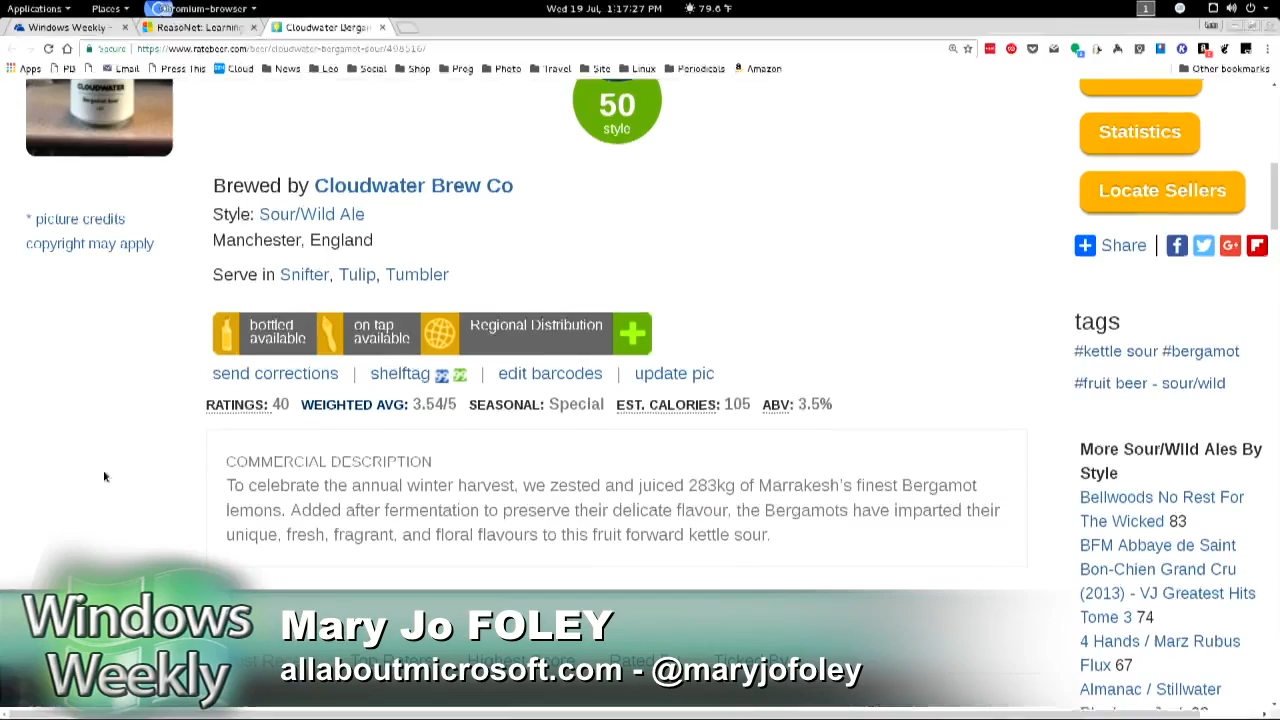 Applications Places Chromium-browser Wed 19 Jul, 1:17:27 PM 79.6 °F 1
Windows Weekly - ReasoNet: Learning Cloudwater Berga
Secure https://www.ratebeer.com/beer/cloudwater-bergamot-sour/498516/
Apps PB Email Press This Cloud News Leo Social Shop Prog Photo Travel Site Linux Periodicals Amazon Other bookmarks
CLOUDWATER
50
style
Statistics
Locate Sellers
Brewed by Cloudwater Brew Co
Style: Sour/Wild Ale
Manchester, England
Serve in Snifter, Tulip, Tumbler
* picture credits
copyright may apply
Share
bottled available on tap available Regional Distribution
send corrections | shelftag | edit barcodes | update pic
RATINGS: 40 WEIGHTED AVG: 3.54/5 SEASONAL: Special EST. CALORIES: 105 ABV: 3.5%
COMMERCIAL DESCRIPTION
To celebrate the annual winter harvest, we zested and juiced 283kg of Marrakesh's finest Bergamot
lemons. Added after fermentation to preserve their delicate flavour, the Bergamots have imparted their
unique, fresh, fragrant, and floral flavours to this fruit forward kettle sour.
tags
#kettle sour #bergamot
#fruit beer - sour/wild
More Sour/Wild Ales By
Style
Bellwoods No Rest For
The Wicked 83
BFM Abbaye de Saint
Bon-Chien Grand Cru
(2013) - VJ Greatest Hits
Tome 3 74
4 Hands / Marz Rubus
Flux 67
Almanac / Stillwater
Windows
Weekly
Mary Jo FOLEY
allaboutmicrosoft.com - @maryjofoley